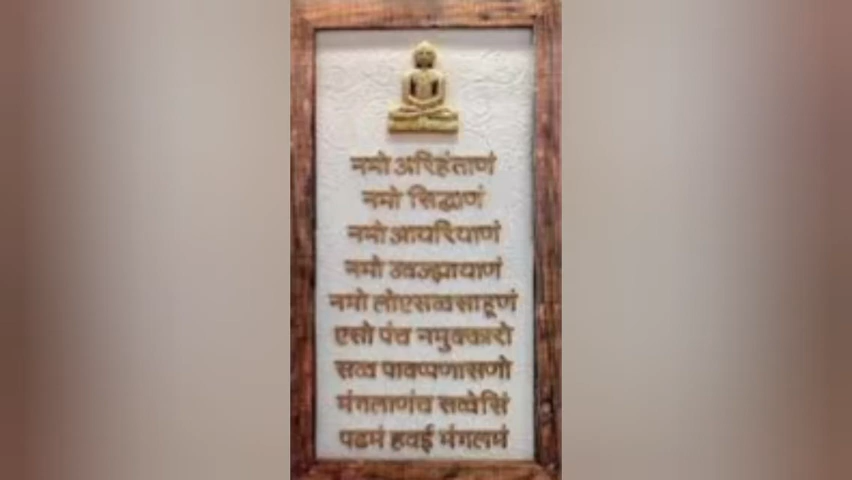 नमो अरिहंताणं
नमो सिद्धाणं
नमो आयरियाणं
नमो उवज्झायाणं
नमो लोएसव्वसाहूणं
एसो पंच नमुक्कारो
सव्व पावप्पणासणो
मंगलाणंच सव्वेसिं
पढमं हवई मंगलमं